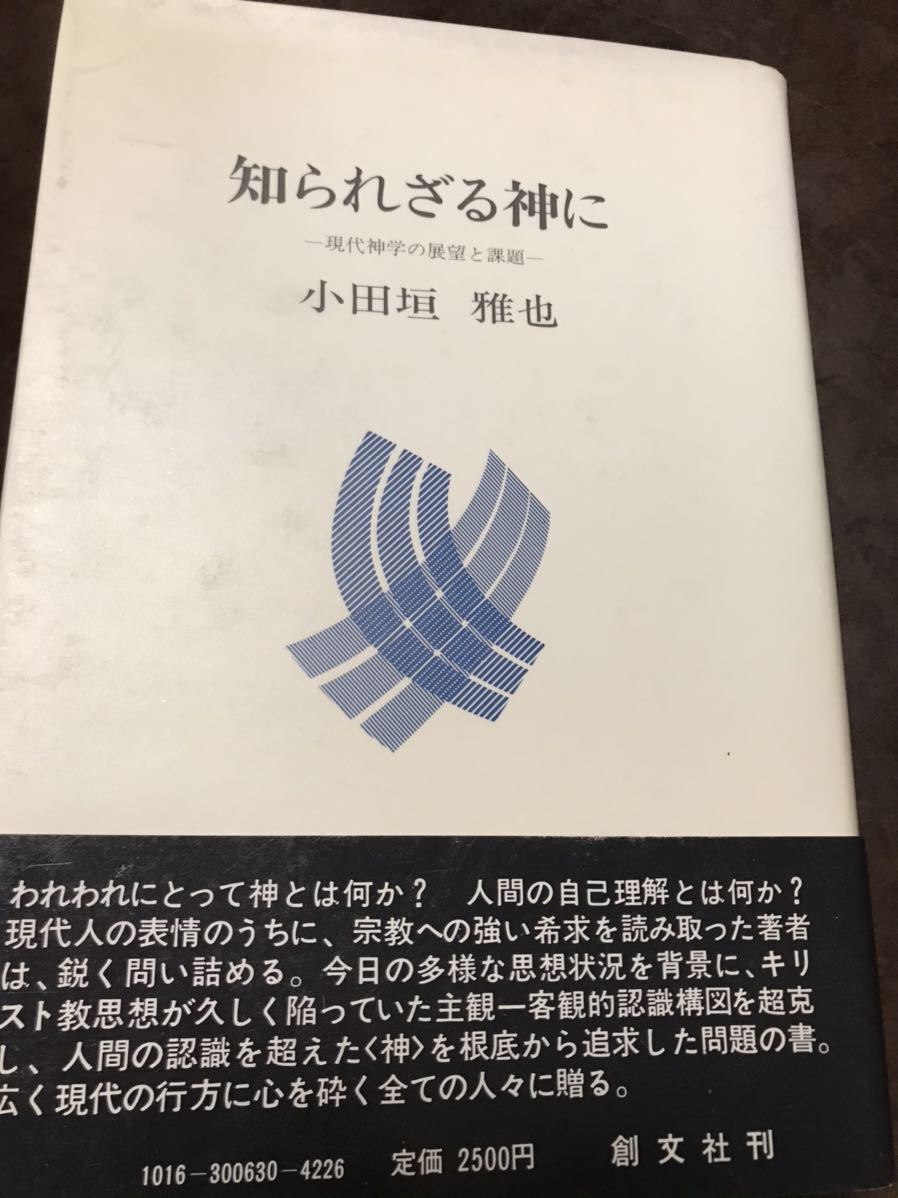 知られざる神に
—現代神学の展望と課題—
小田垣 雅也
われわれにとって神とは何か？ 人間の自己理解とは何か？
現代人の表情のうちに、宗教への強い希求を読み取った著者
は、鋭く問い詰める。今日の多様な思想状況を背景に、キリ
スト教思想が久しく陥っていた主観—客観的認識構図を超克
し、人間の認識を超えた〈神〉を根底から追求した問題の書。
広く現代の行方に心を砕く全ての人々に贈る。
1016-300630-4226 定価 2500円 創文社刊